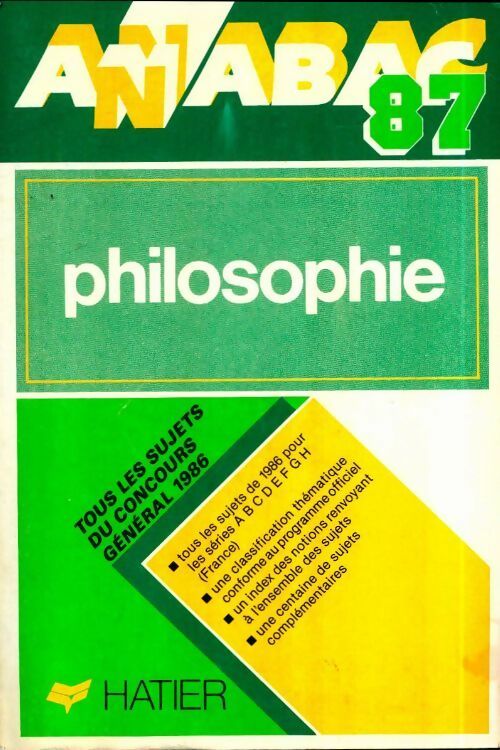 ANNABAC
87
philosophie
TOUS LES SUJETS
DU CONCOURS
GÉNÉRAL 1986
■ tous les sujets de 1986 pour
les séries A B C D E F G H
(France)
■ une classification thématique
conforme au programme officiel
■ un index des notions renvoyant
à l'ensemble des sujets
■ une centaine de sujets
complémentaires
HATIER